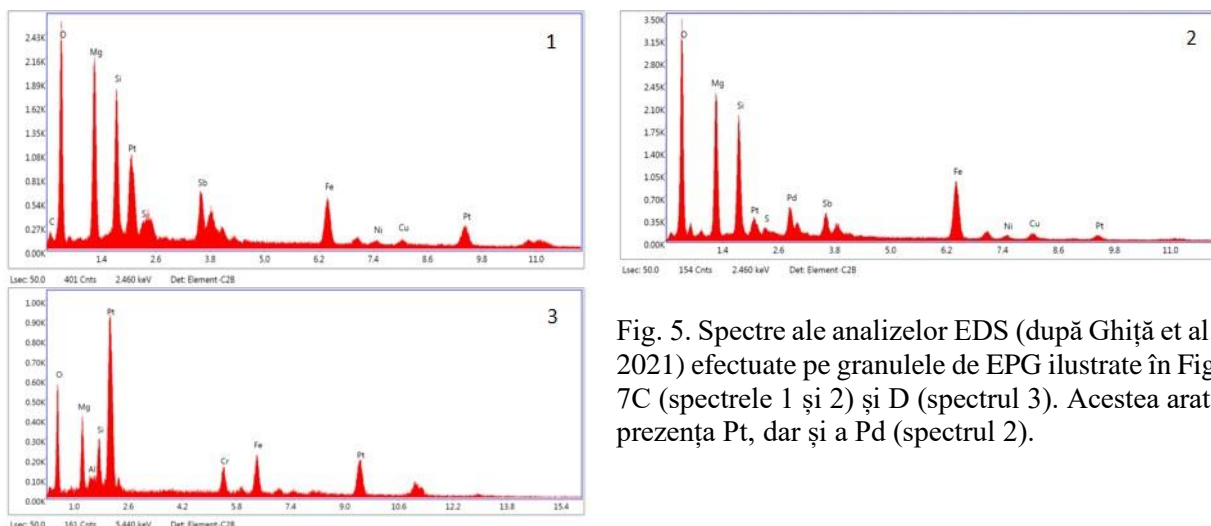 1
2.43K
2.16K
1.89K
1.62K
1.35K
1.08K
0.81K
0.54K
0.27K
0.00K
C
O
Mg
Si
Pt
Sb
Fe
Ni
Cu
Pt
1.4 2.6 3.8 5.0 6.2 7.4 8.6 9.8 11.0
Lsec: 50.0 401 Cnts 2.460 keV Det: Element-C2B
2
3.50K
3.15K
2.80K
2.45K
2.10K
1.75K
1.40K
1.05K
0.70K
0.35K
0.00K
O
Mg
Si
Pt
S
Pd
Sb
Fe
Ni
Cu
Pt
1.4 2.6 3.8 5.0 6.2 7.4 8.6 9.8 11.0
Lsec: 50.0 154 Cnts 2.460 keV Det: Element-C2B
3
1.00K
0.90K
0.80K
0.70K
0.60K
0.50K
0.40K
0.30K
0.20K
0.10K
0.00K
O
Mg
Al
Si
Pt
Cr
Fe
Pt
1.0 2.6 4.2 5.8 7.4 9.0 10.6 12.2 13.8 15.4
Lsec: 50.0 161 Cnts 5.440 keV Det: Element-C2B
Fig. 5. Spectre ale analizelor EDS (după Ghiță et al
2021) efectuate pe granulele de EPG ilustrate în Fig
7C (spectrele 1 și 2) și D (spectrul 3). Acestea arat
prezența Pt, dar și a Pd (spectrul 2).